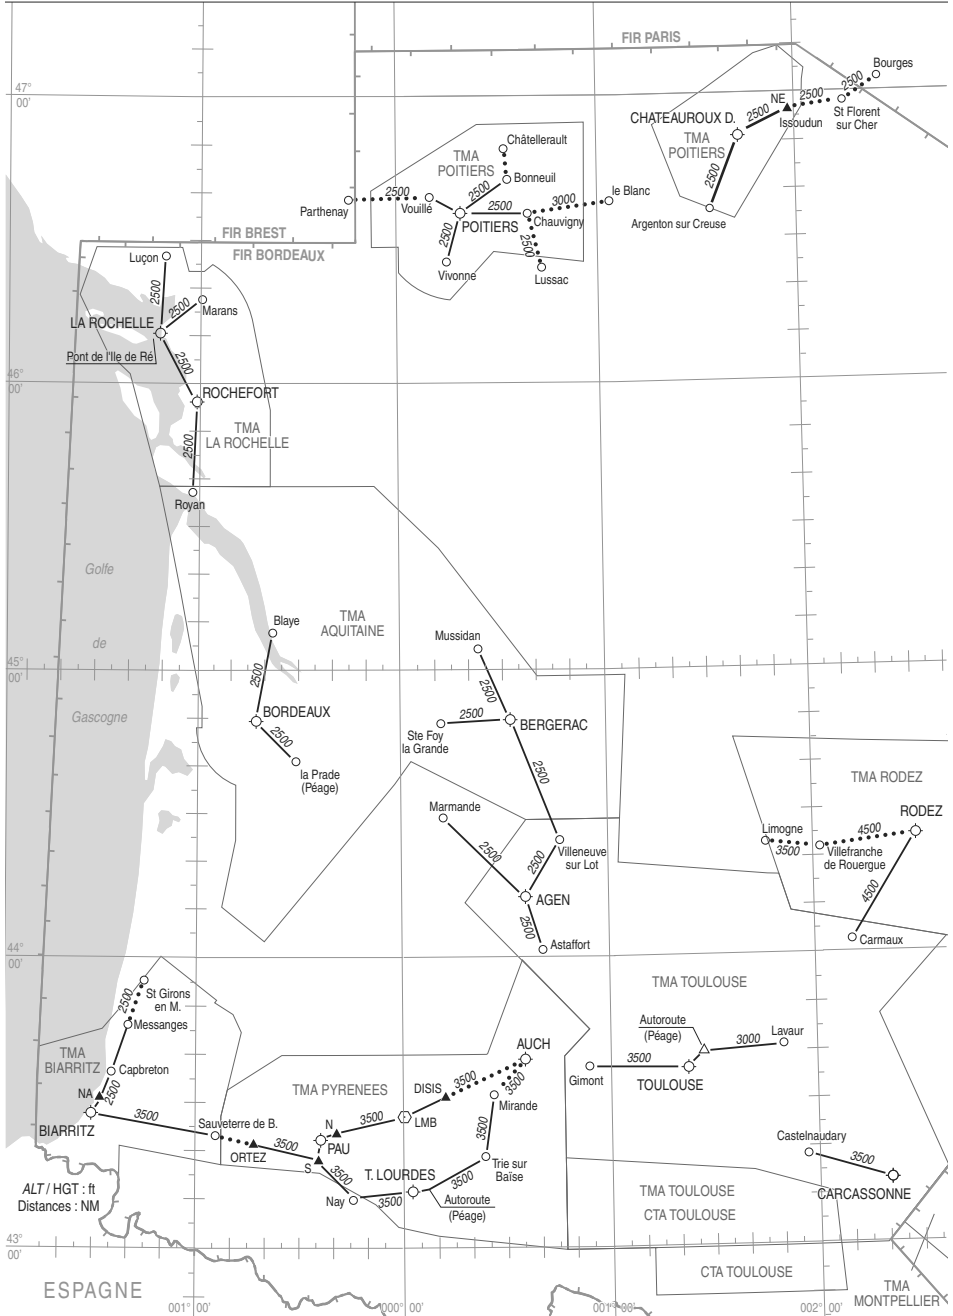 FIR PARIS
Bourges
47°
00'
2500
NE
2500
St Florent
sur Cher
Issoudun
2500
CHATEAUROUX D.
TMA
POITIERS
2500
Argenton sur Creuse
Châtellerault
TMA
POITIERS
Bonneuil
2500
Parthenay
2500
Vouillé
2500
3000
le Blanc
POITIERS
Chauvigny
2500
2500
Vivonne
Lussac
FIR BREST
FIR BORDEAUX
Luçon
2500
2500
Marans
LA ROCHELLE
Pont de l'Ile de Ré
2500
46°
00'
ROCHEFORT
TMA
LA ROCHELLE
2500
Royan
Golfe
de
Gascogne
TMA
AQUITAINE
Blaye
2500
BORDEAUX
2500
la Prade
(Péage)
45°
00'
Mussidan
2500
2500
BERGERAC
Ste Foy
la Grande
2500
Marmande
2500
Villeneuve
sur Lot
2500
AGEN
2500
Astaffort
TMA RODEZ
RODEZ
Limogne
4500
3500
Villefranche
de Rouergue
4500
Carmaux
44°
00'
TMA TOULOUSE
St Girons
en M.
2500
Messanges
TMA
BIARRITZ
Capbreton
NA
2500
BIARRITZ
3500
Sauveterre de B.
ORTEZ
3500
TMA PYRENEES
N
PAU
S
3500
LMB
DISIS
3500
AUCH
3500
Mirande
3500
Trie sur
Baïse
3500
T. LOURDES
Autoroute
(Péage)
3500
Nay
3500
Autoroute
(Péage)
Lavaur
3000
3500
Gimont
TOULOUSE
Castelnaudary
3500
CARCASSONNE
TMA TOULOUSE
CTA TOULOUSE
CTA TOULOUSE
TMA
MONTPELLIER
ALT / HGT : ft
Distances : NM
43°
00'
ESPAGNE
001° 00'
000° 00'
001° 00'
002° 00'